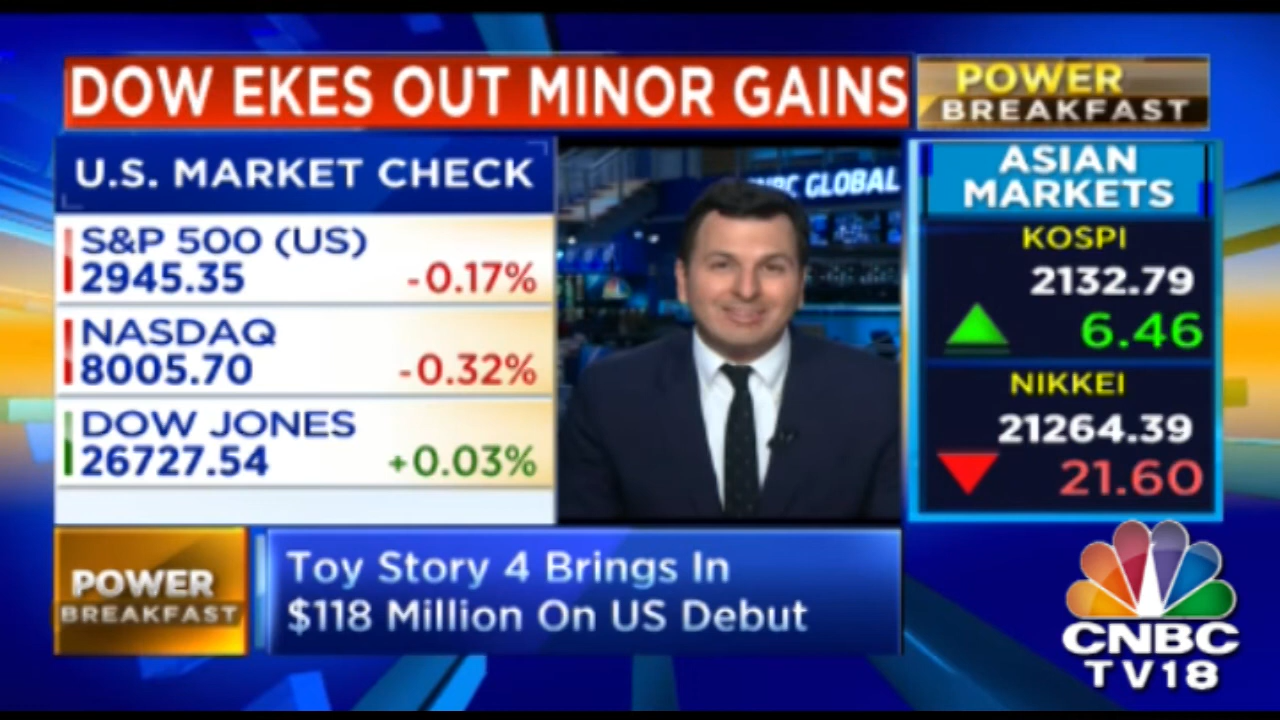 DOW EKES OUT MINOR GAINS
POWER
BREAKFAST
U.S. MARKET CHECK
S&P 500 (US)
2945.35 -0.17%
NASDAQ
8005.70 -0.32%
DOW JONES
26727.54 +0.03%
GLOBAL
ASIAN
MARKETS
KOSPI
2132.79
6.46
NIKKEI
21264.39
21.60
POWER
BREAKFAST
Toy Story 4 Brings In
$118 Million On US Debut
CNBC
TV18